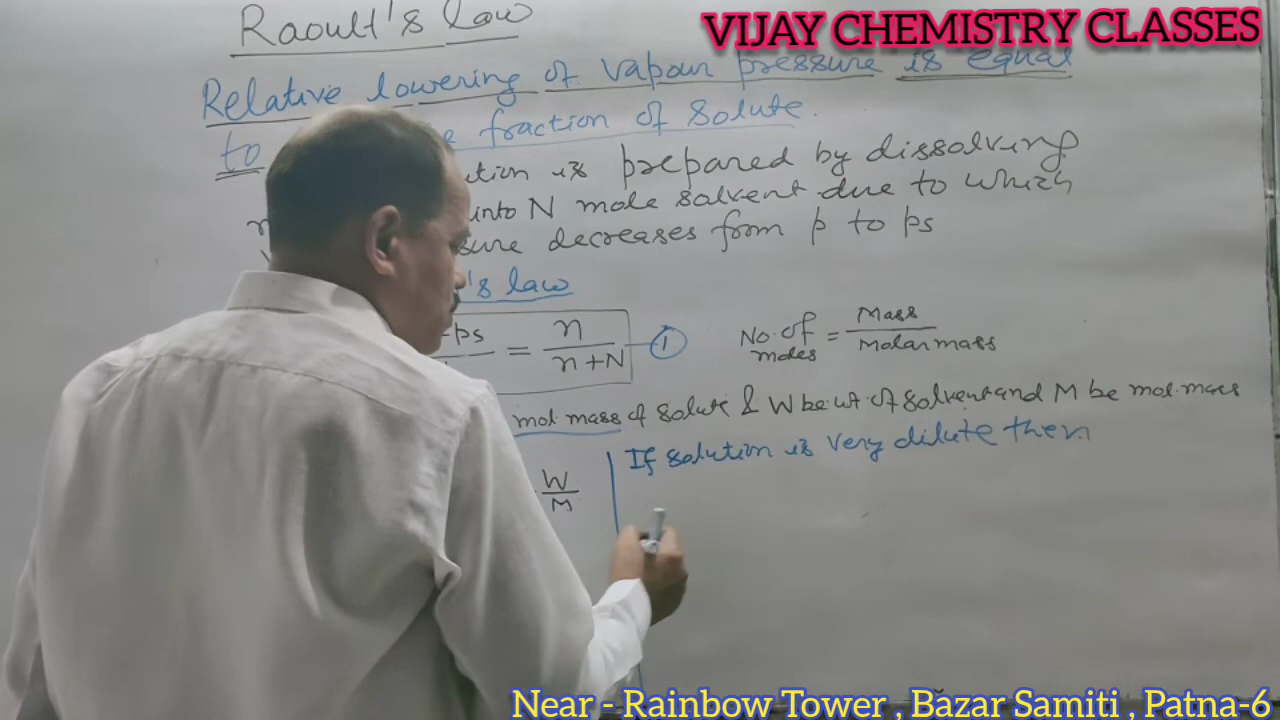 Raoult's law
VIJAY CHEMISTRY CLASSES
Relative lowering of vapour pressure is equal
to fraction of solute.
is prepared by dissolving
into N mole solvent due to which
decreases from p to ps
's law
-ps = n / n+N 1
No. of moles = Mass / Molar mass
mol mass of solute & W be wt of solvent and M be mol. mass
If solution is very dilute then
W / M
Near - Rainbow Tower , Bazar Samiti , Patna-6